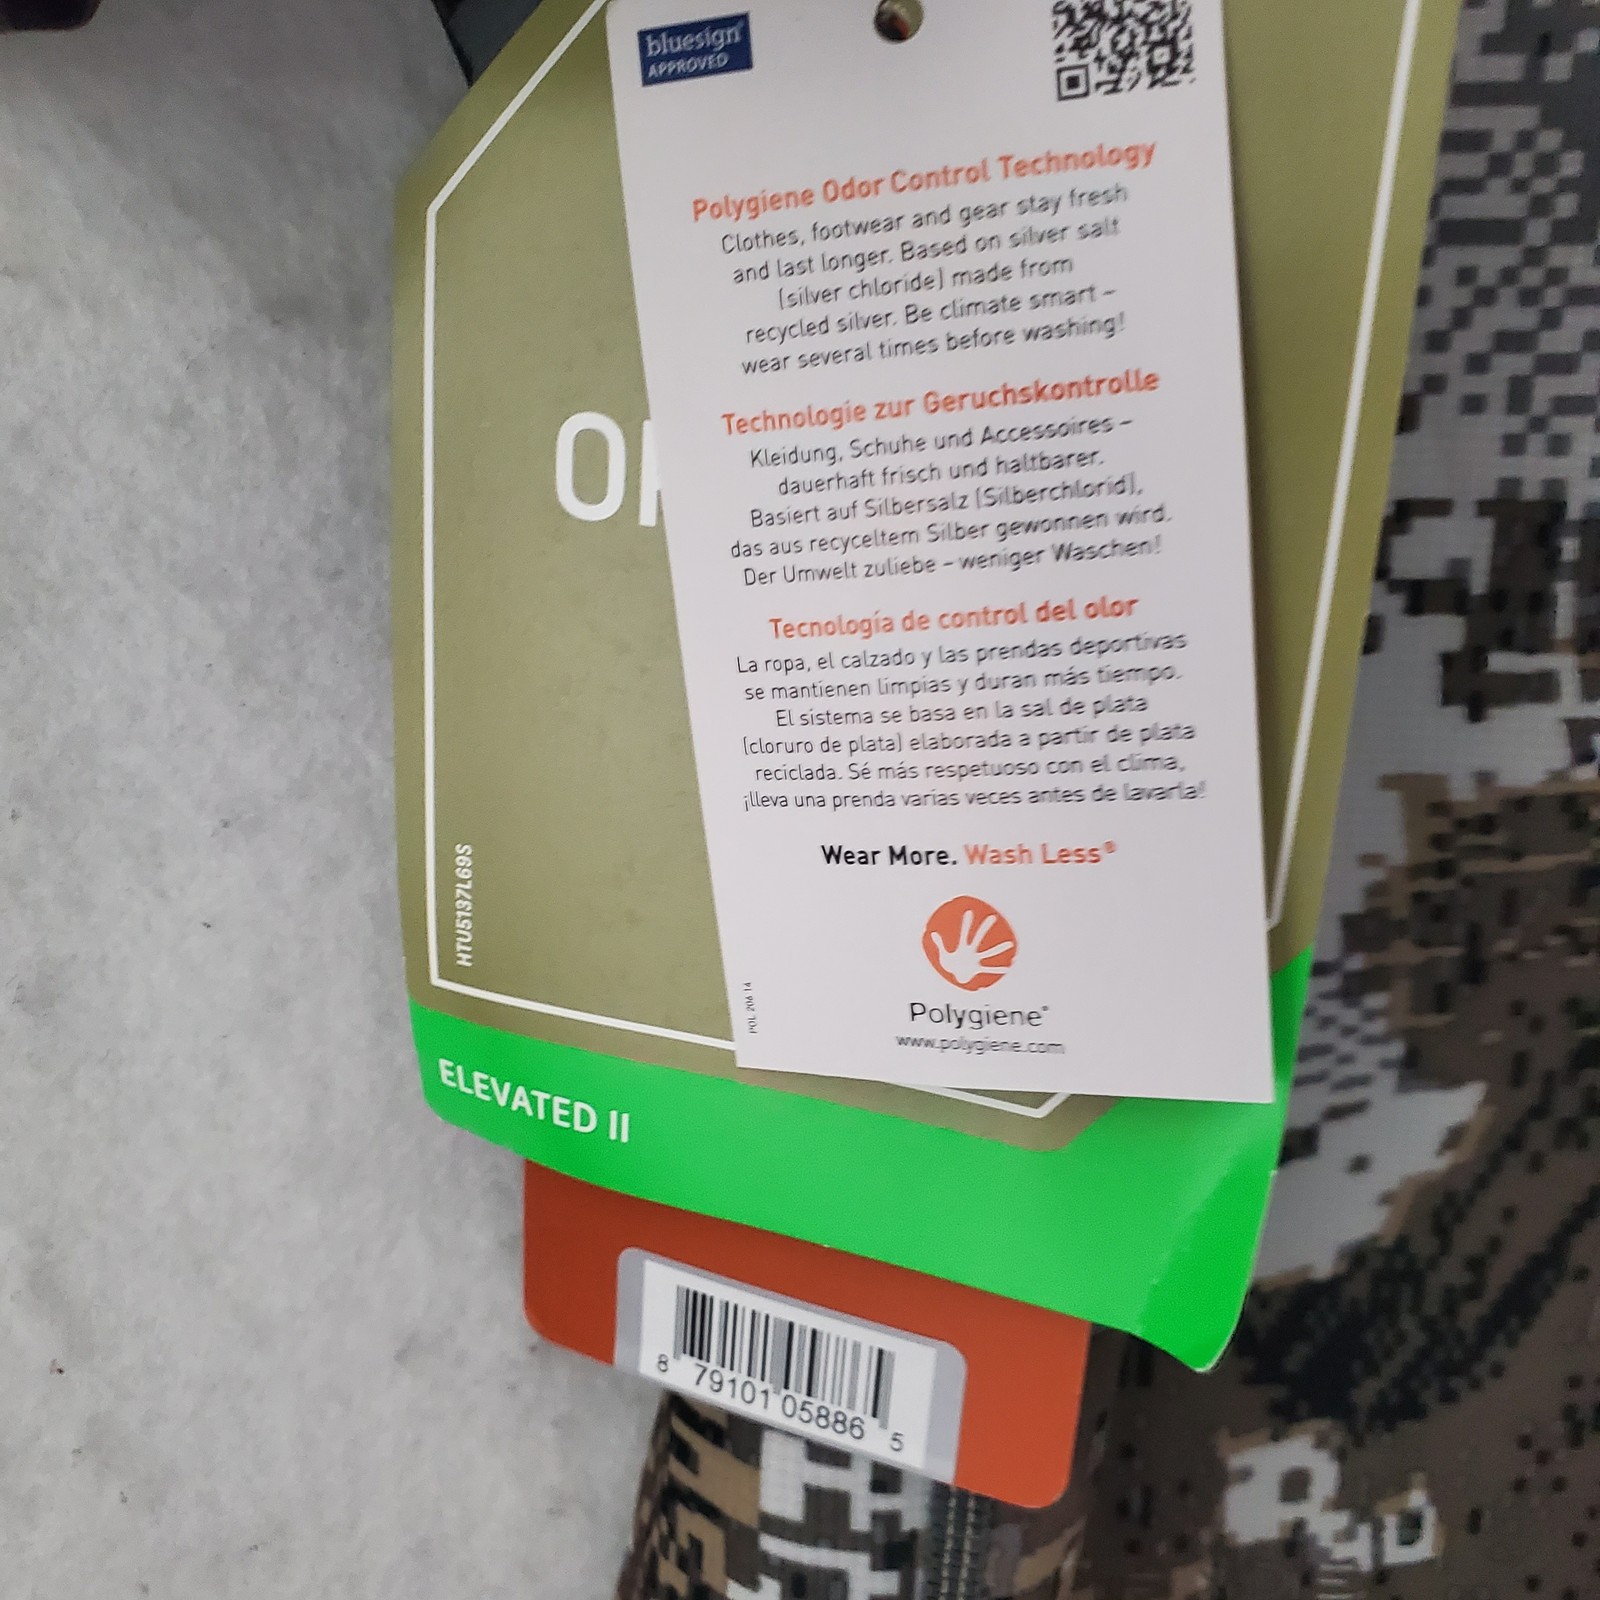 bluesign®
APPROVED
Polygiene Odor Control Technology
Clothes, footwear and gear stay fresh
and last longer. Based on silver salt
(silver chloride) made from
recycled silver. Be climate smart –
wear several times before washing!
Technologie zur Geruchskontrolle
Kleidung, Schuhe und Accessoires –
dauerhaft frisch und haltbarer.
Basiert auf Silbersalz (Silberchlorid),
das aus recyceltem Silber gewonnen wird.
Der Umwelt zuliebe – weniger Waschen!
Tecnología de control del olor
La ropa, el calzado y las prendas deportivas
se mantienen limpias y duran más tiempo.
El sistema se basa en la sal de plata
(cloruro de plata) elaborada a partir de plata
reciclada. Sé más respetuoso con el clima,
¡lleva una prenda varias veces antes de lavarla!
Wear More. Wash Less®
Polygiene®
www.polygiene.com
POL 206 14
HTU5137L69S
ELEVATED II
8 79101 05886 5